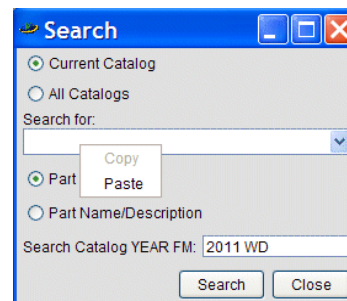 Search
Current Catalog
All Catalogs
Search for:
Copy
Part
Paste
Part Name/Description
Search Catalog YEAR FM: 2011 WD
Search Close